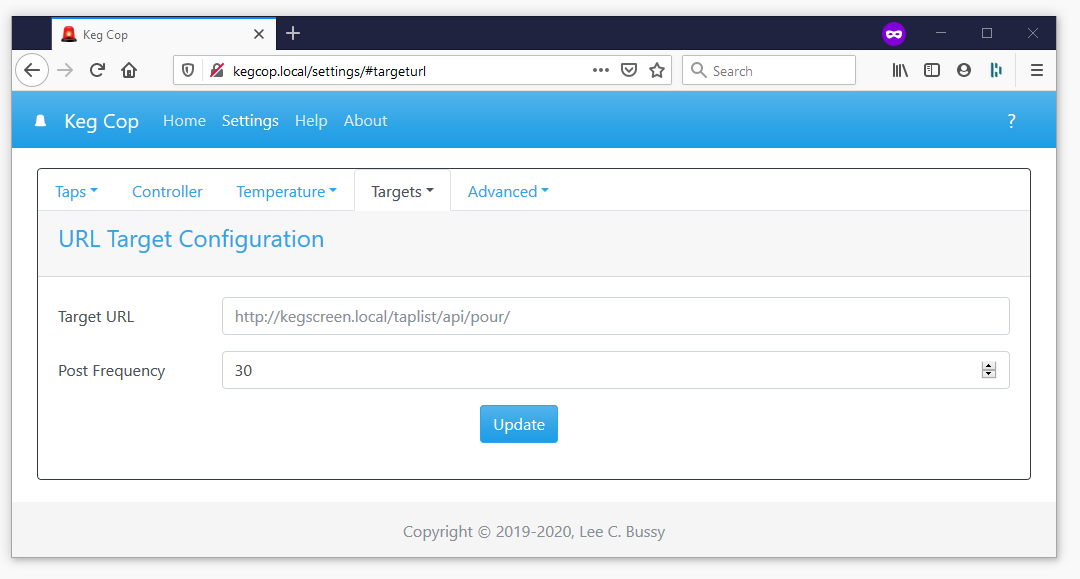 Keg Cop
kegcop.local/settings/#targeturl
Search
Keg Cop Home Settings Help About ?
Taps Controller Temperature Targets Advanced
URL Target Configuration
Target URL http://kegscreen.local/taplist/api/pour/
Post Frequency 30
Update
Copyright © 2019-2020, Lee C. Bussy